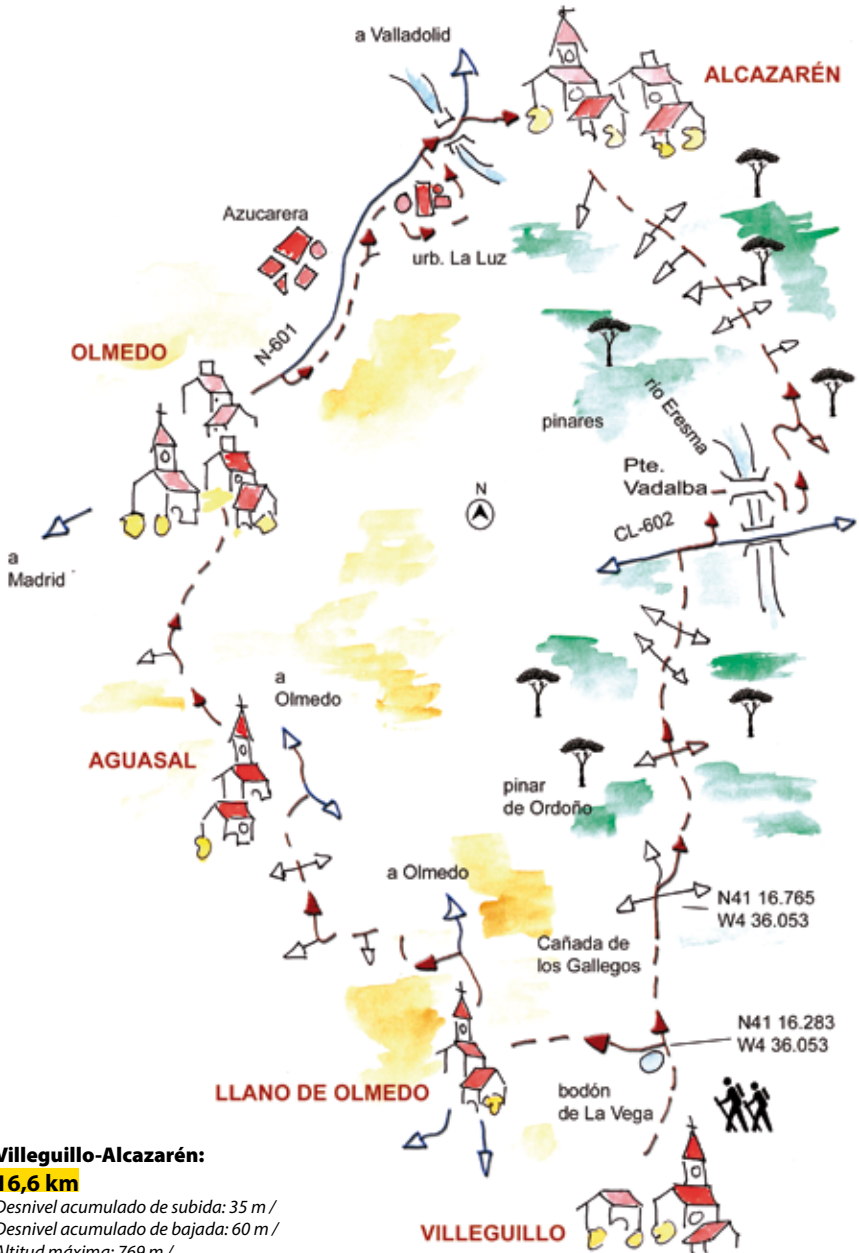 a Valladolid
ALCAZARÉN
Azucarera
urb. La Luz
N-601
OLMEDO
pinares
río Eresma
Pte.
Vadalba
N
CL-602
a
Madrid
a
Olmedo
AGUASAL
pinar
de Ordoño
a Olmedo
N41 16.765
W4 36.053
Cañada de
los Gallegos
N41 16.283
W4 36.053
LLANO DE OLMEDO
bodón
de La Vega
Villeguillo-Alcazarén:
16,6 km
Desnivel acumulado de subida: 35 m /
Desnivel acumulado de bajada: 60 m /
Altitud máxima: 769 m /
VILLEGUILLO